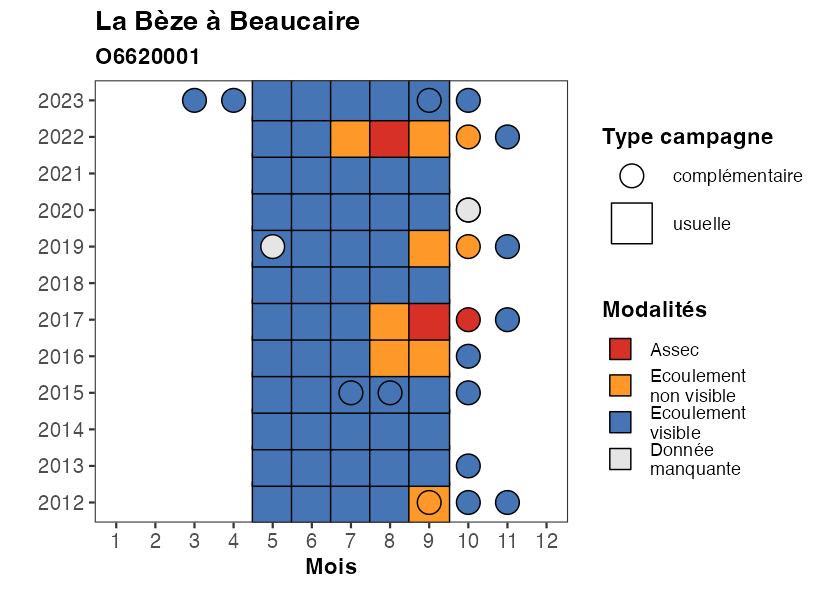 La Bèze à Beaucaire
O6620001
2023
2022
2021
2020
2019
2018
2017
2016
2015
2014
2013
2012
1 2 3 4 5 6 7 8 9 10 11 12
Mois
Type campagne
complémentaire
usuelle
Modalités
Assec
Ecoulement
non visible
Ecoulement
visible
Donnée
manquante